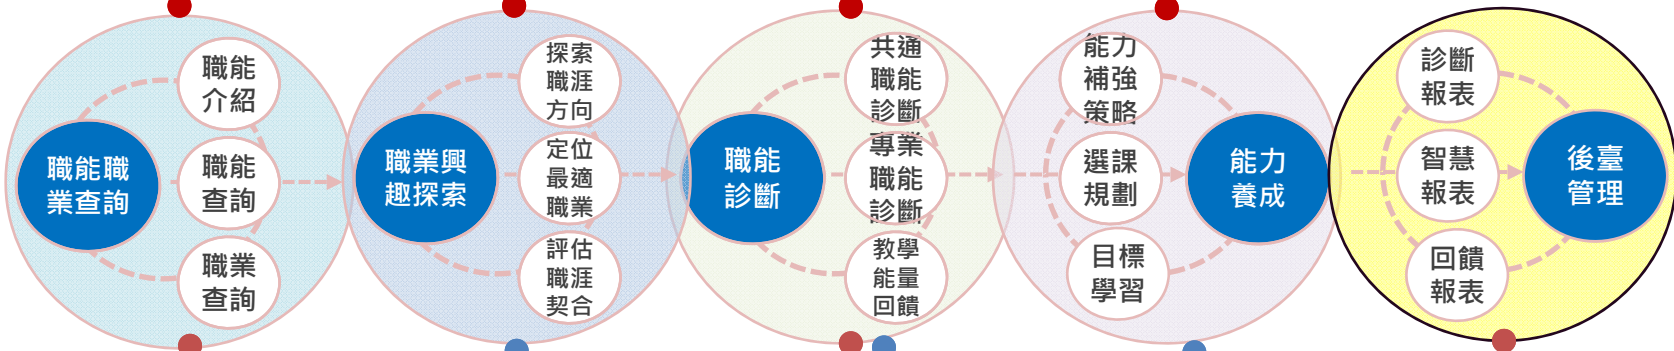 職能職
業查詢
職能
介紹
職能
查詢
職業
查詢
職業興
趣探索
探索
職涯
方向
定位
最適
職業
評估
職涯
契合
職能
診斷
共通
職能
診斷
專業
職能
診斷
教學
能量
回饋
能力
補強
策略
選課
規劃
目標
學習
能力
養成
診斷
報表
智慧
報表
回饋
報表
後臺
管理